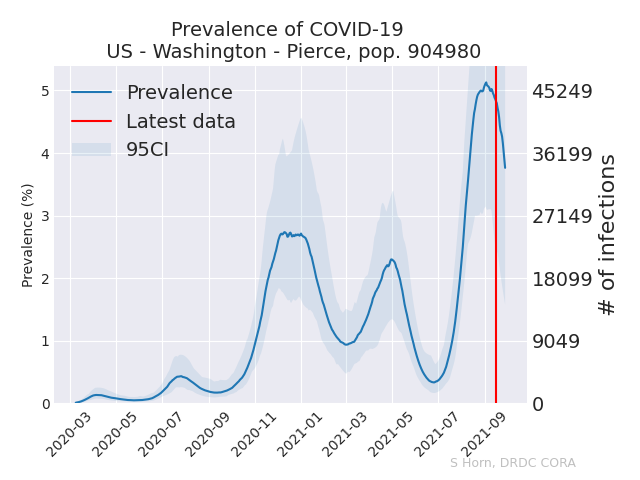 Prevalence of COVID-19
US - Washington - Pierce, pop. 904980
Prevalence
Latest data
95CI
Prevalence (%)
5
4
3
2
1
0
45249
36199
27149
18099
9049
0
# of infections
2020-03
2020-05
2020-07
2020-09
2020-11
2021-01
2021-03
2021-05
2021-07
2021-09
S Horn, DRDC CORA